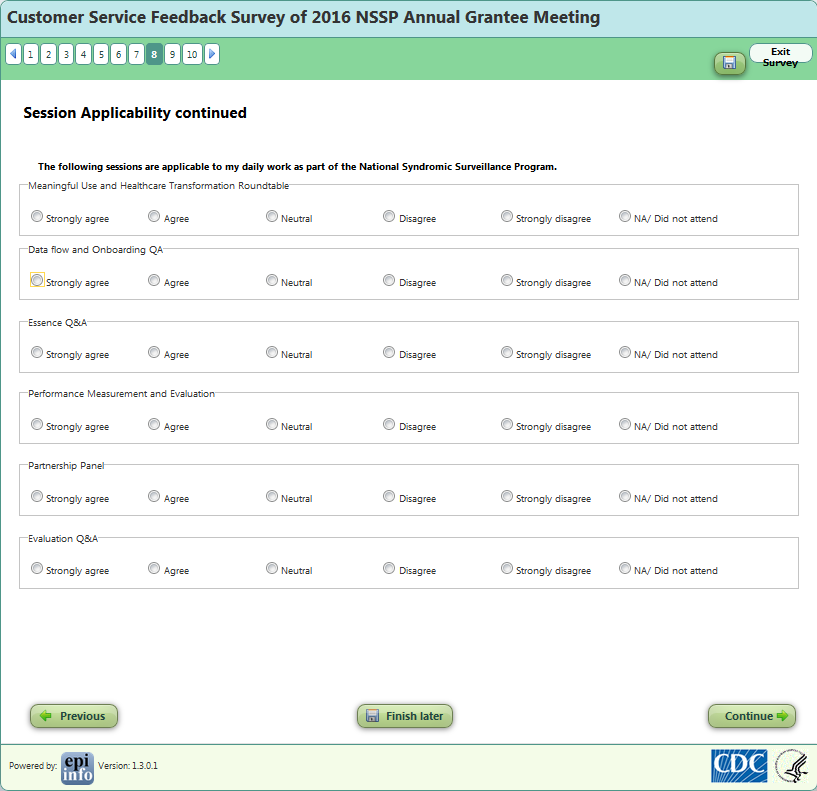 Customer Service Feedback Survey of 2016 NSSP Annual Grantee Meeting
1 2 3 4 5 6 7 8 9 10
Exit
Survey
Session Applicability continued
The following sessions are applicable to my daily work as part of the National Syndromic Surveillance Program.
Meaningful Use and Healthcare Transformation Roundtable
Strongly agree Agree Neutral Disagree Strongly disagree NA/ Did not attend
Data flow and Onboarding QA
Strongly agree Agree Neutral Disagree Strongly disagree NA/ Did not attend
Essence Q&A
Strongly agree Agree Neutral Disagree Strongly disagree NA/ Did not attend
Performance Measurement and Evaluation
Strongly agree Agree Neutral Disagree Strongly disagree NA/ Did not attend
Partnership Panel
Strongly agree Agree Neutral Disagree Strongly disagree NA/ Did not attend
Evaluation Q&A
Strongly agree Agree Neutral Disagree Strongly disagree NA/ Did not attend
Previous Finish later Continue
Powered by: epi info Version: 1.3.0.1 CDC